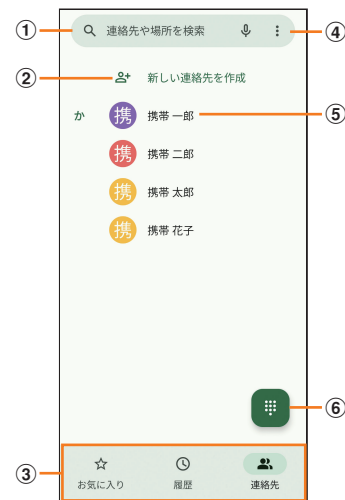 ① 連絡先や場所を検索 ④
② 新しい連絡先を作成
か 携 携帯 一郎 ⑤
携 携帯 二郎
携 携帯 太郎
携 携帯 花子
⑥
③ お気に入り 履歴 連絡先